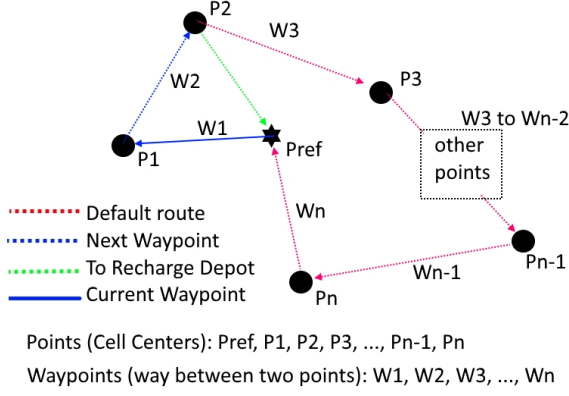 P2
W3
P3
W2
W3 to Wn-2
W1
other
points
P1
Pref
Default route
Wn
Next Waypoint
Pn-1
To Recharge Depot
Wn-1
Current Waypoint
Pn
Points (Cell Centers): Pref, P1, P2, P3, ..., Pn-1, Pn
Waypoints (way between two points): W1, W2, W3, ..., Wn